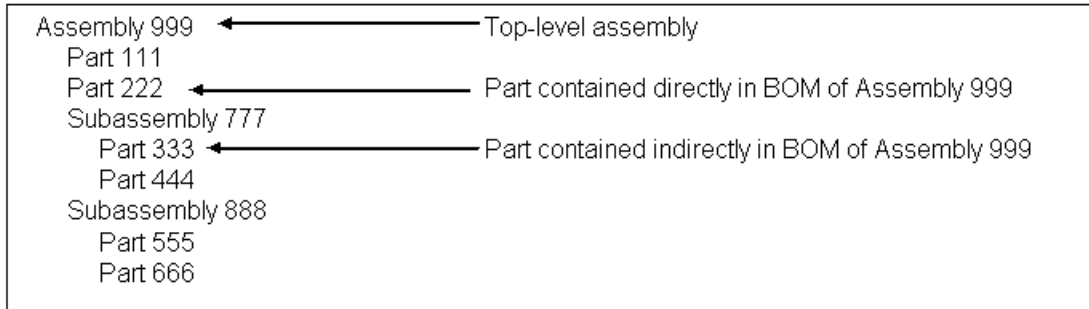 Assembly 999 Top-level assembly
Part 111
Part 222 Part contained directly in BOM of Assembly 999
Subassembly 777
Part 333 Part contained indirectly in BOM of Assembly 999
Part 444
Subassembly 888
Part 555
Part 666